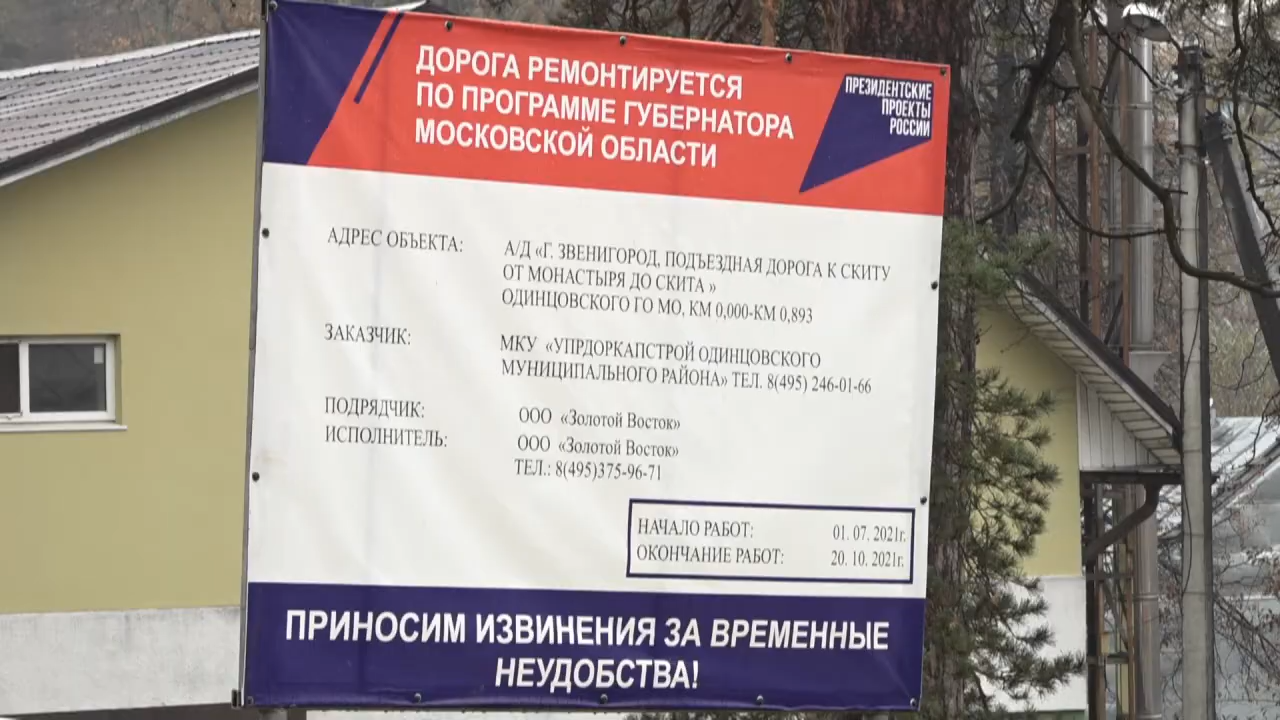 ДОРОГА РЕМОНТИРУЕТСЯ
ПО ПРОГРАММЕ ГУБЕРНАТОРА
МОСКОВСКОЙ ОБЛАСТИ
ПРЕЗИДЕНТСКИЕ
ПРОЕКТЫ
РОССИИ
АДРЕС ОБЪЕКТА: А/Д «Г. ЗВЕНИГОРОД, ПОДЪЕЗДНАЯ ДОРОГА К СКИТУ
ОТ МОНАСТЫРЯ ДО СКИТА »
ОДИНЦОВСКОГО ГО МО, КМ 0,000-КМ 0,893
ЗАКАЗЧИК: МКУ «УПРДОРКАПСТРОЙ ОДИНЦОВСКОГО
МУНИЦИПАЛЬНОГО РАЙОНА» ТЕЛ. 8(495) 246-01-66
ПОДРЯДЧИК: ООО «Золотой Восток»
ИСПОЛНИТЕЛЬ: ООО «Золотой Восток»
ТЕЛ.: 8(495)375-96-71
НАЧАЛО РАБОТ: 01. 07. 2021г.
ОКОНЧАНИЕ РАБОТ: 20. 10. 2021г.
ПРИНОСИМ ИЗВИНЕНИЯ ЗА ВРЕМЕННЫЕ
НЕУДОБСТВА!